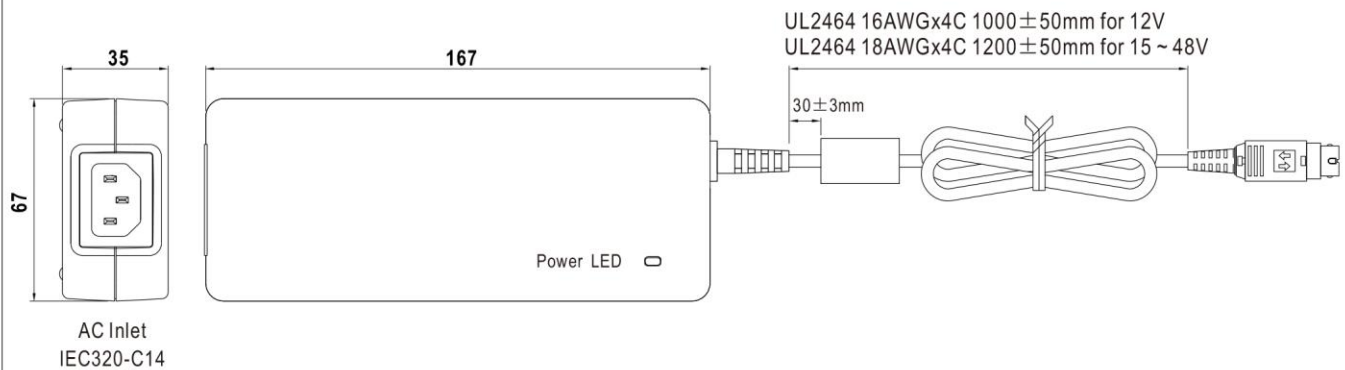 UL2464 16AWGx4C 1000±50mm for 12V
UL2464 18AWGx4C 1200±50mm for 15 ~ 48V
35
167
30±3mm
67
Power LED
AC Inlet
IEC320-C14